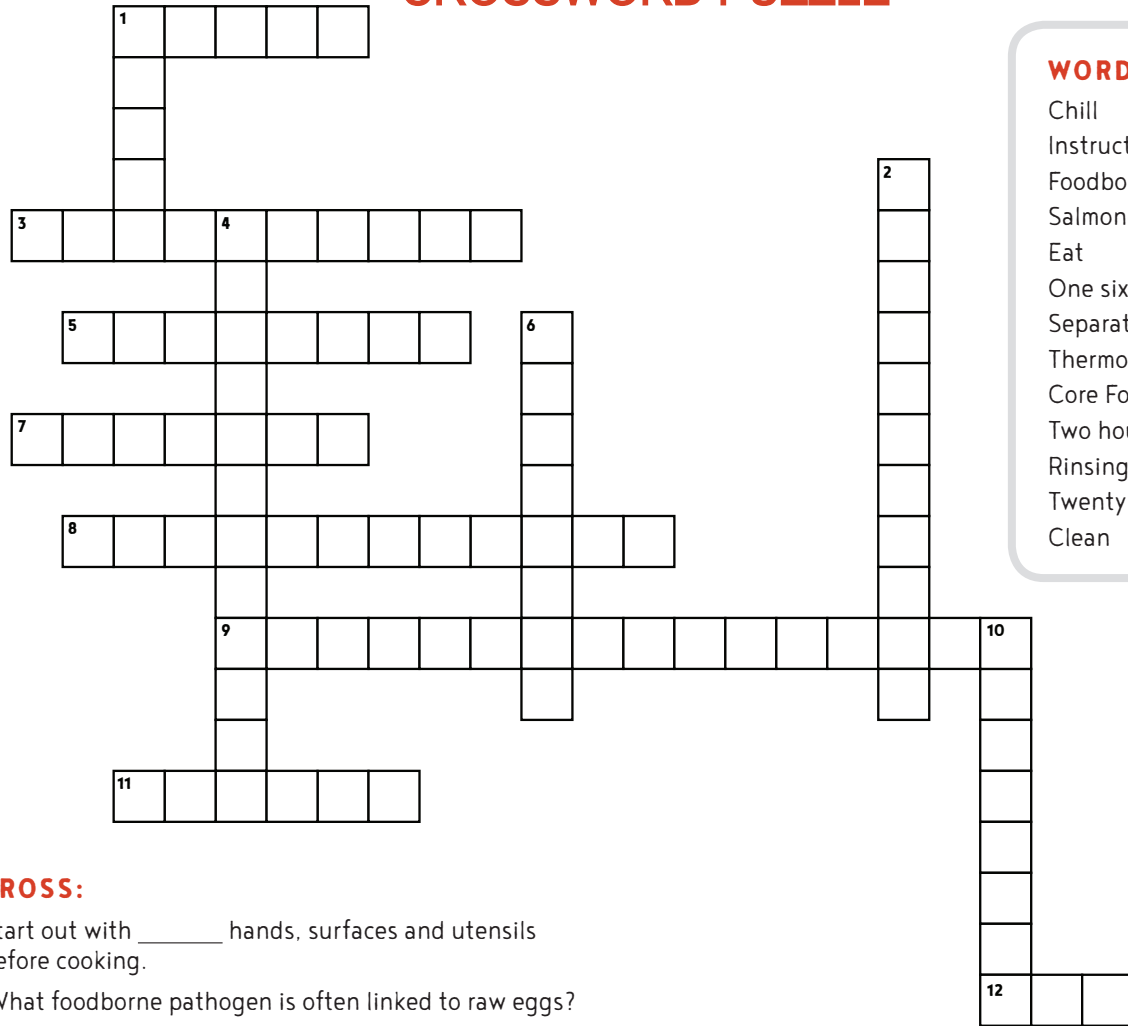 CROSSWORD PUZZLE
1
2
3 4
5 6
7
8
9 10
11
12
WORD
Chill
Instruct
Foodbo
Salmon
Eat
One six
Separat
Thermo
Core Fo
Two hou
Rinsing
Twenty
Clean
ROSS:
tart out with _______ hands, surfaces and utensils
efore cooking.
What foodborne pathogen is often linked to raw eggs?